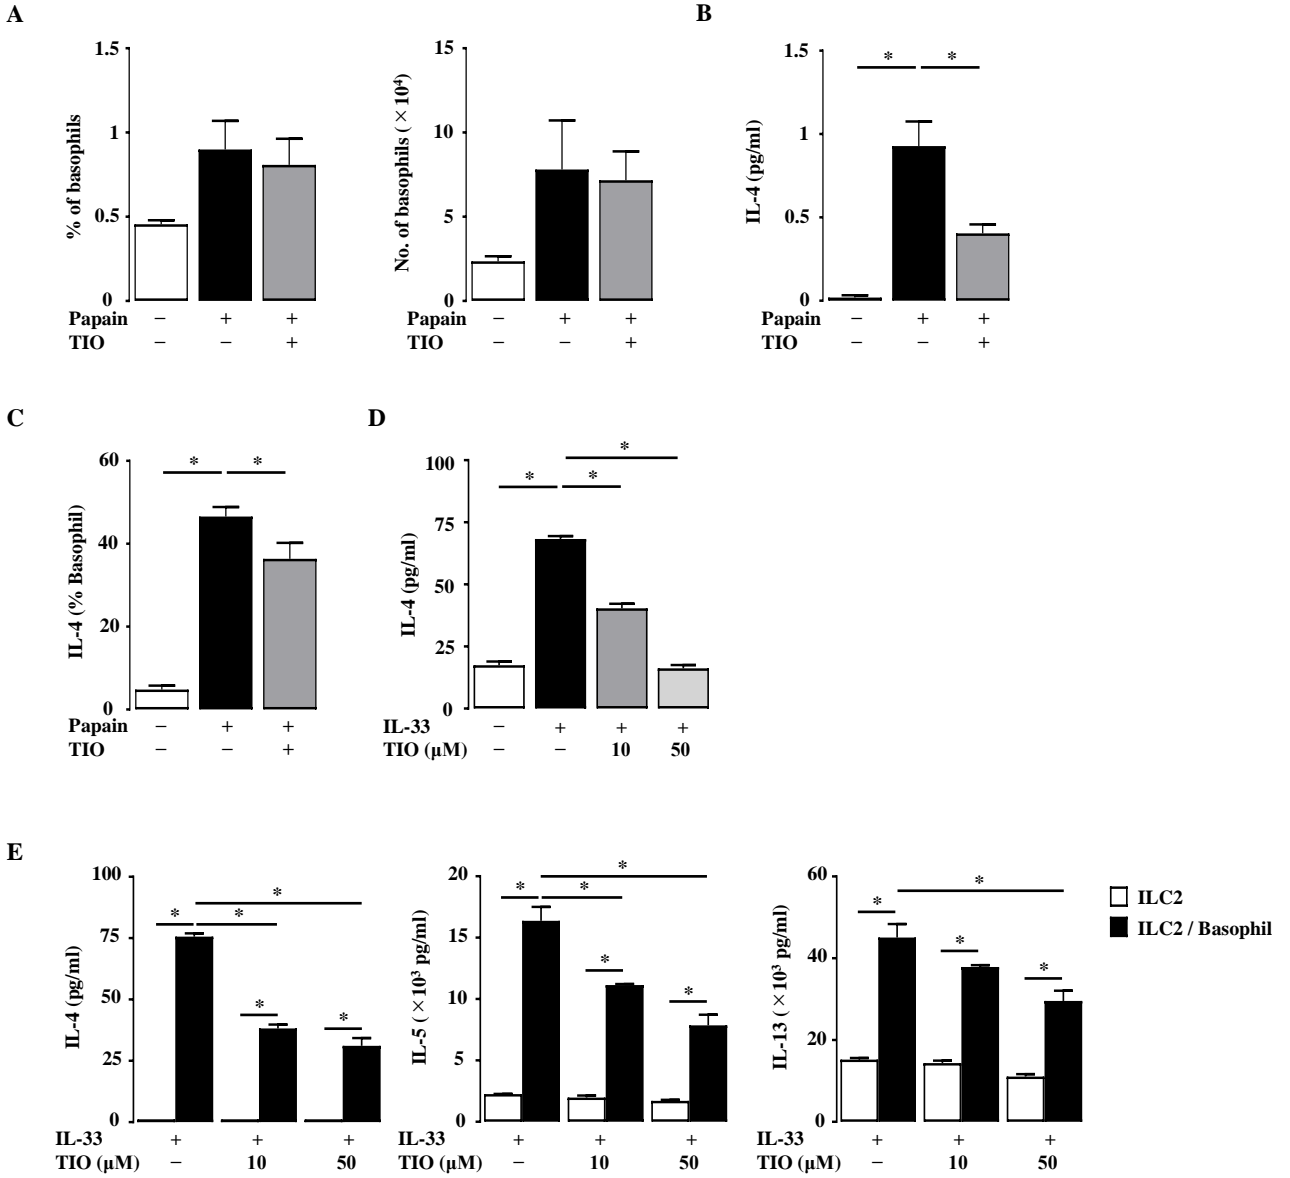 A
B
1.5
1
0.5
0
% of basophils
Papain − + +
TIO − − +
15
10
5
0
No. of basophils (×10⁴)
Papain − + +
TIO − − +
1.5
1
0.5
0
IL-4 (pg/ml)
* *
Papain − + +
TIO − − +
C
D
60
40
20
0
IL-4 (% Basophil)
* *
Papain − + +
TIO − − +
100
75
50
25
0
IL-4 (pg/ml)
*
* *
IL-33 − + + +
TIO (μM) − − 10 50
E
100
75
50
25
0
IL-4 (pg/ml)
*
* *
*
*
IL-33 + + +
TIO (μM) − 10 50
20
15
10
5
0
IL-5 (×10³ pg/ml)
*
* *
*
*
IL-33 + + +
TIO (μM) − 10 50
60
40
20
0
IL-13 (×10³ pg/ml)
*
*
*
*
IL-33 + + +
TIO (μM) − 10 50
ILC2
ILC2 / Basophil